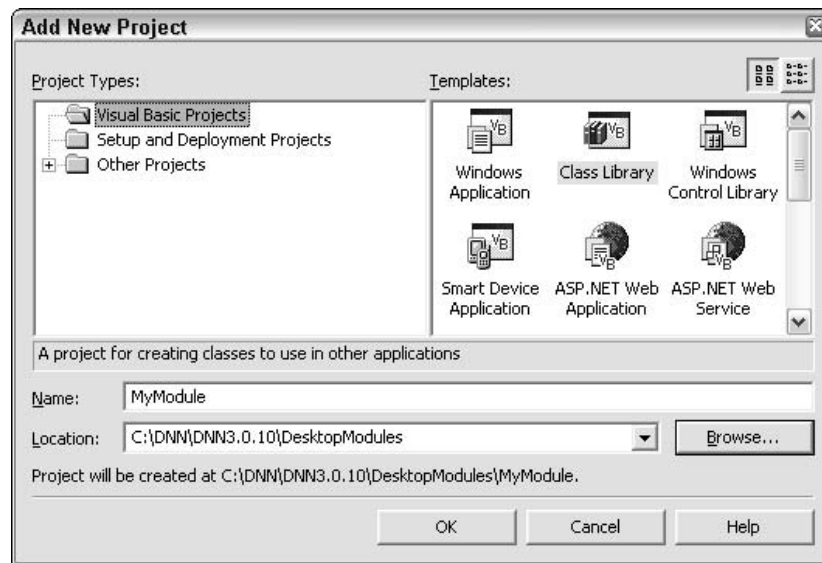 Add New Project
Project Types:
Templates:
Visual Basic Projects
Setup and Deployment Projects
Other Projects
Windows Application
Class Library
Windows Control Library
Smart Device Application
ASP.NET Web Application
ASP.NET Web Service
A project for creating classes to use in other applications
Name: MyModule
Location: C:\DNN\DNN3.0.10\DesktopModules Browse...
Project will be created at C:\DNN\DNN3.0.10\DesktopModules\MyModule.
OK Cancel Help